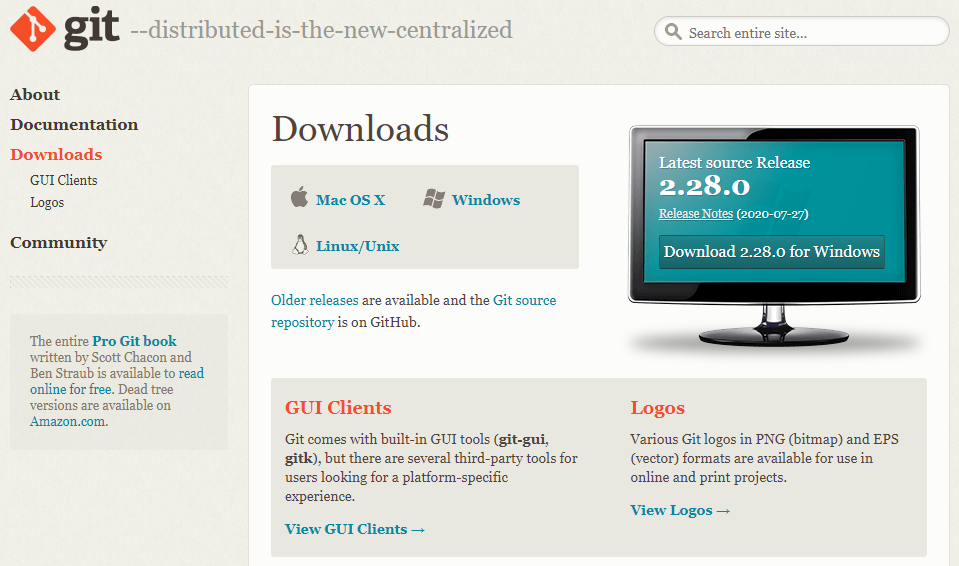 git --distributed-is-the-new-centralized
Search entire site...
About
Documentation
Downloads
GUI Clients
Logos
Community
The entire Pro Git book
written by Scott Chacon and
Ben Straub is available to read
online for free. Dead tree
versions are available on
Amazon.com.
Downloads
Mac OS X
Windows
Linux/Unix
Older releases are available and the Git source
repository is on GitHub.
Latest source Release
2.28.0
Release Notes (2020-07-27)
Download 2.28.0 for Windows
GUI Clients
Git comes with built-in GUI tools (git-gui,
gitk), but there are several third-party tools for
users looking for a platform-specific
experience.
View GUI Clients →
Logos
Various Git logos in PNG (bitmap) and EPS
(vector) formats are available for use in
online and print projects.
View Logos →